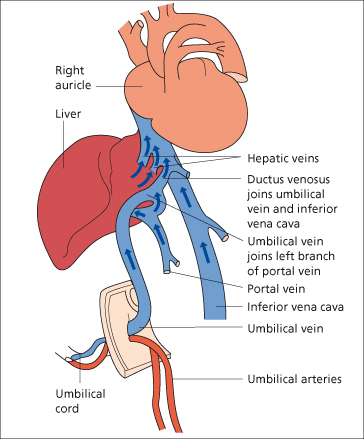 Right
auricle
Liver
Hepatic veins
Ductus venosus
joins umbilical
vein and inferior
vena cava
Umbilical vein
joins left branch
of portal vein
Portal vein
Inferior vena cava
Umbilical vein
Umbilical arteries
Umbilical
cord